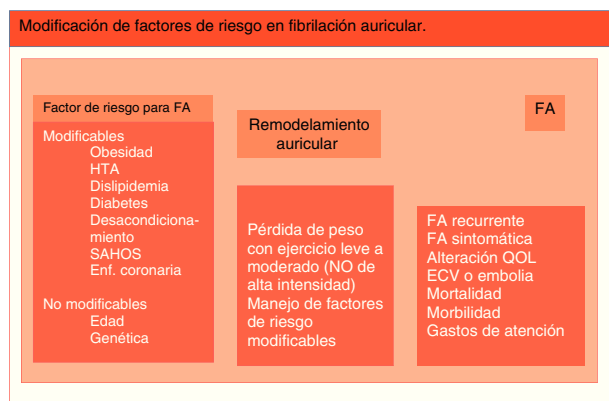 Modificación de factores de riesgo en fibrilación auricular.
Factor de riesgo para FA
Modificables
Obesidad
HTA
Dislipidemia
Diabetes
Desacondiciona-
miento
SAHOS
Enf. coronaria
No modificables
Edad
Genética
Remodelamiento
auricular
Pérdida de peso
con ejercicio leve a
moderado (NO de
alta intensidad)
Manejo de factores
de riesgo
modificables
FA
FA recurrente
FA sintomática
Alteración QOL
ECV o embolia
Mortalidad
Morbilidad
Gastos de atención